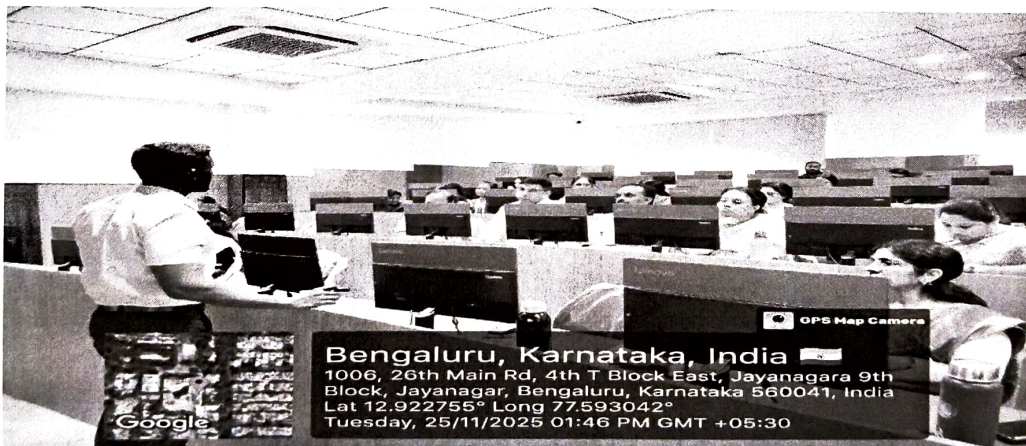 Lenovo
GPS Map Camera
Bengaluru, Karnataka, India
1006, 26th Main Rd, 4th T Block East, Jayanagara 9th
Block, Jayanagar, Bengaluru, Karnataka 560041, India
Lat 12.922755° Long 77.593042°
Tuesday, 25/11/2025 01:46 PM GMT +05:30
Google